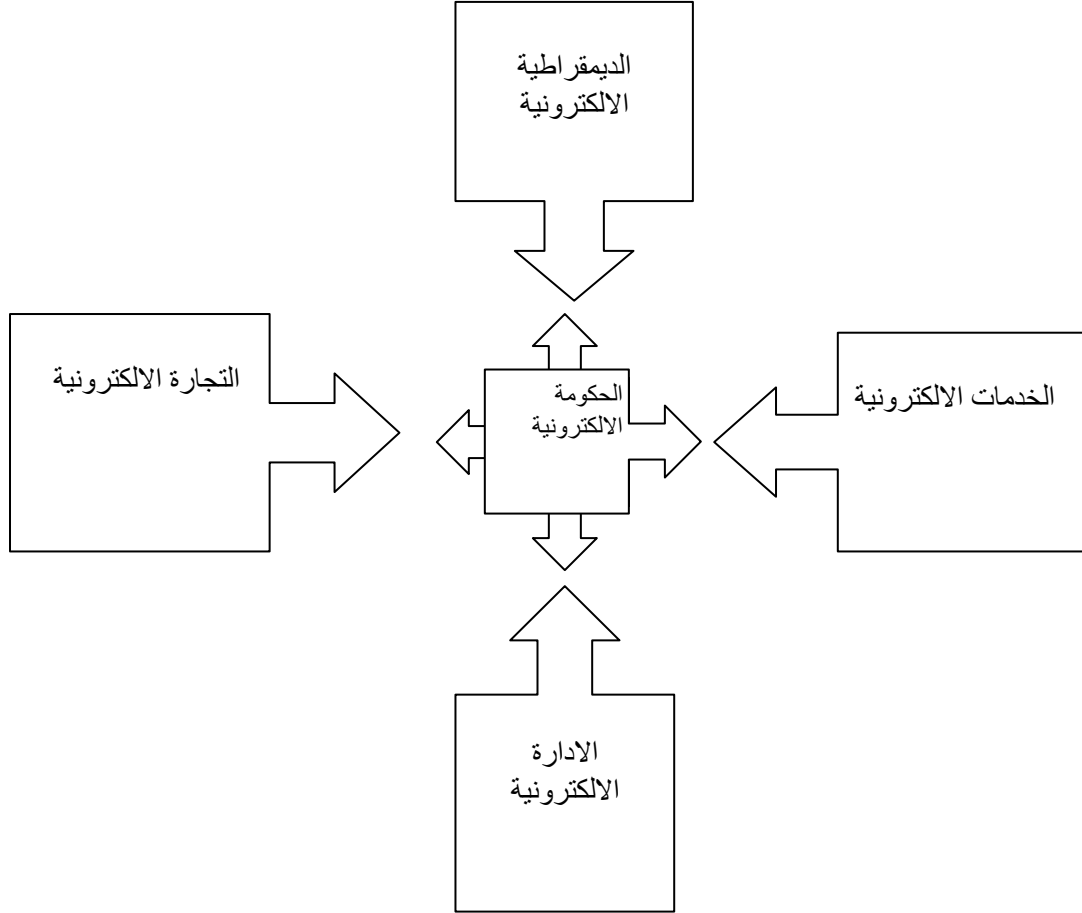 الديمقراطية
الالكترونية
الخدمات الالكترونية
الحكومة
الالكترونية
التجارة الالكترونية
الادارة
الالكترونية